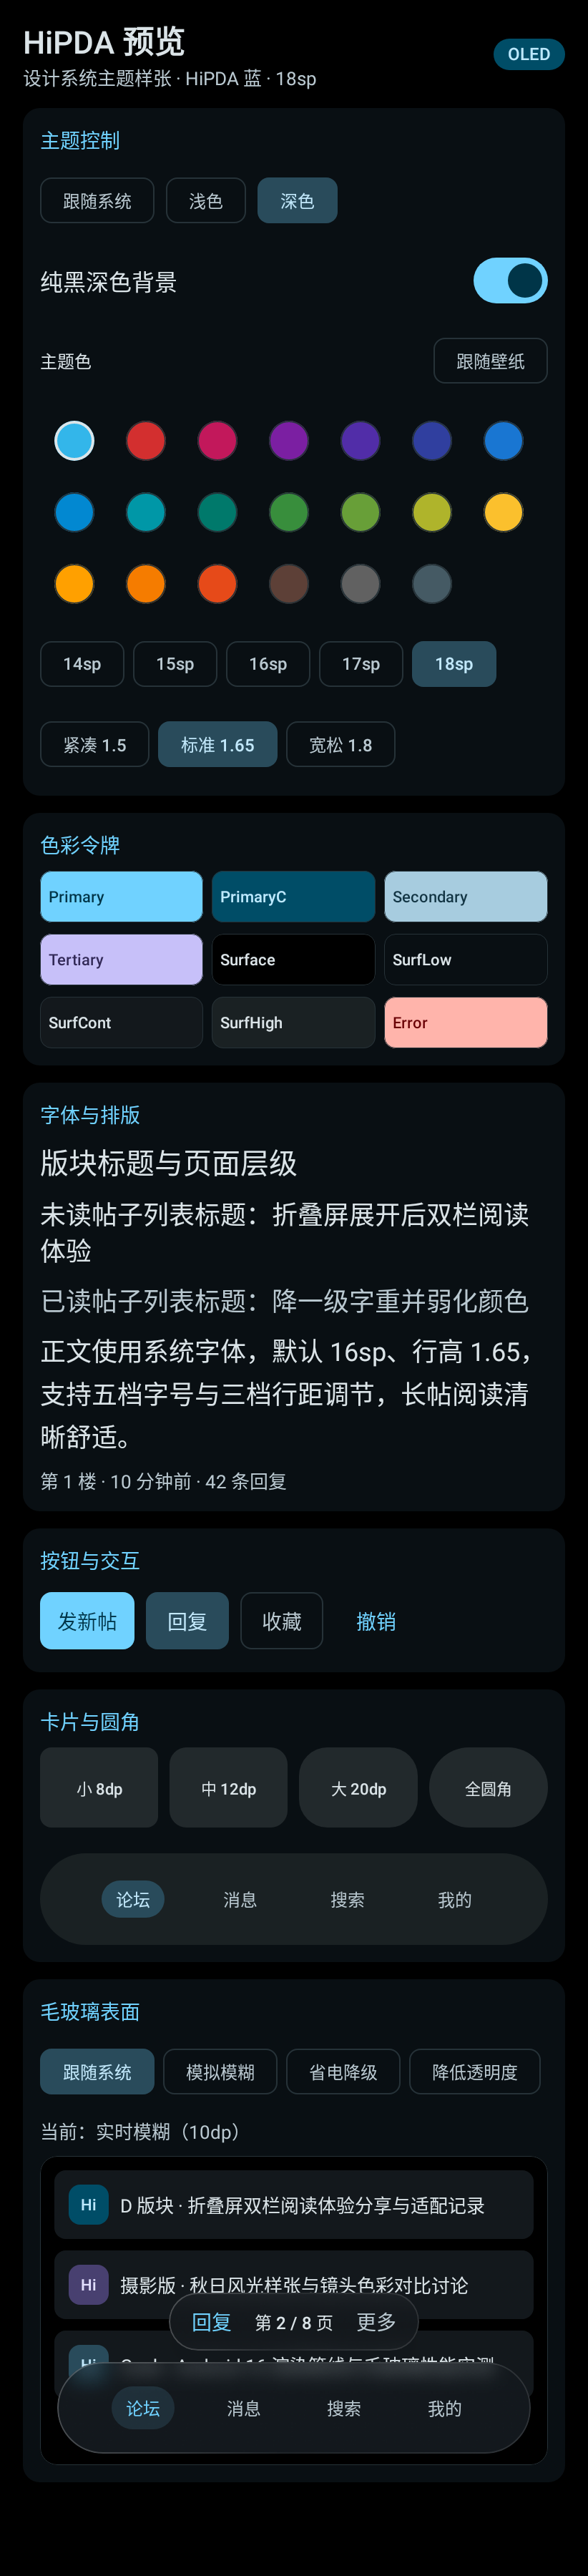 HiPDA 预览
设计系统主题样张 · HiPDA 蓝 · 18sp
OLED
主题控制
跟随系统
浅色
深色
纯黑深色背景
主题色
跟随壁纸
14sp
15sp
16sp
17sp
18sp
紧凑 1.5
标准 1.65
宽松 1.8
色彩令牌
Primary
PrimaryC
Secondary
Tertiary
Surface
SurfLow
SurfCont
SurfHigh
Error
字体与排版
版块标题与页面层级
未读帖子列表标题：折叠屏展开后双栏阅读
体验
已读帖子列表标题：降一级字重并弱化颜色
正文使用系统字体，默认 16sp、行高 1.65，
支持五档字号与三档行距调节，长帖阅读清
晰舒适。
第 1 楼 · 10 分钟前 · 42 条回复
按钮与交互
发新帖
回复
收藏
撤销
卡片与圆角
小 8dp
中 12dp
大 20dp
全圆角
论坛
消息
搜索
我的
毛玻璃表面
跟随系统
模拟模糊
省电降级
降低透明度
当前：实时模糊（10dp）
Hi
D 版块 · 折叠屏双栏阅读体验分享与适配记录
Hi
摄影版 · 秋日风光样张与镜头色彩对比讨论
回复
第 2 / 8 页
更多
Hi
论坛
消息
搜索
我的